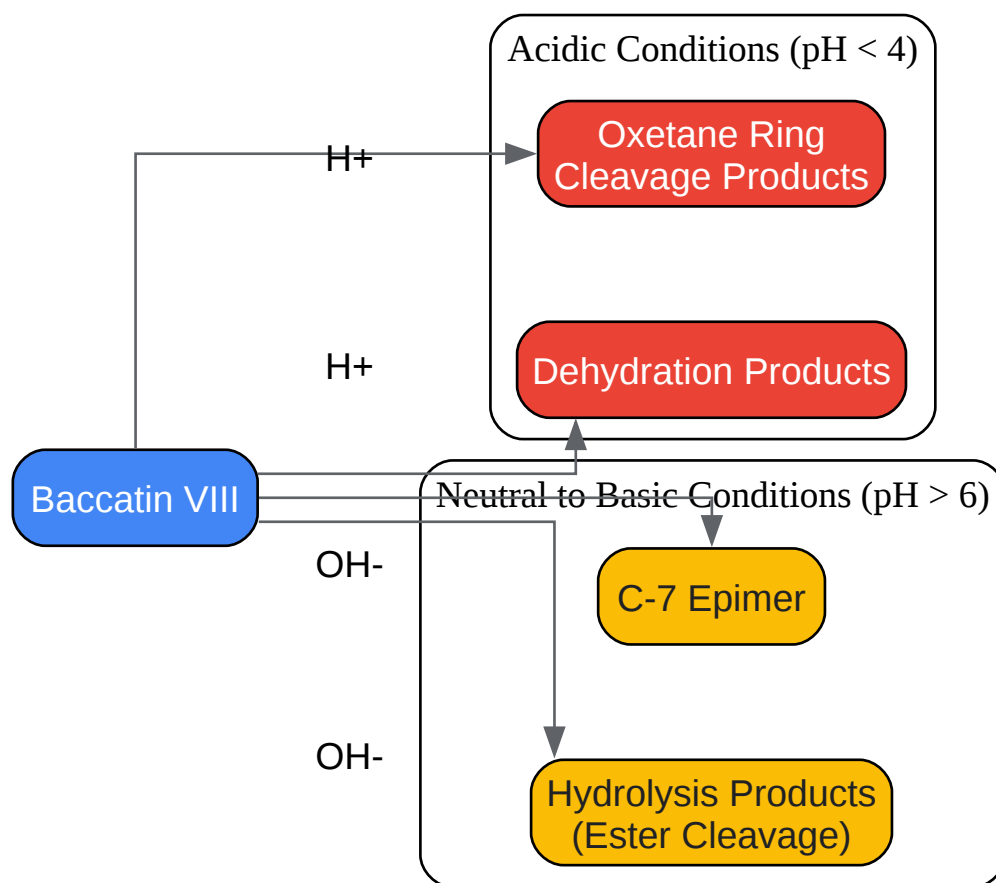 Acidic Conditions (pH < 4)
Oxetane Ring
Cleavage Products
H+
H+
Dehydration Products
Baccatin VIII
Neutral to Basic Conditions (pH > 6)
OH-
C-7 Epimer
OH-
Hydrolysis Products
(Ester Cleavage)